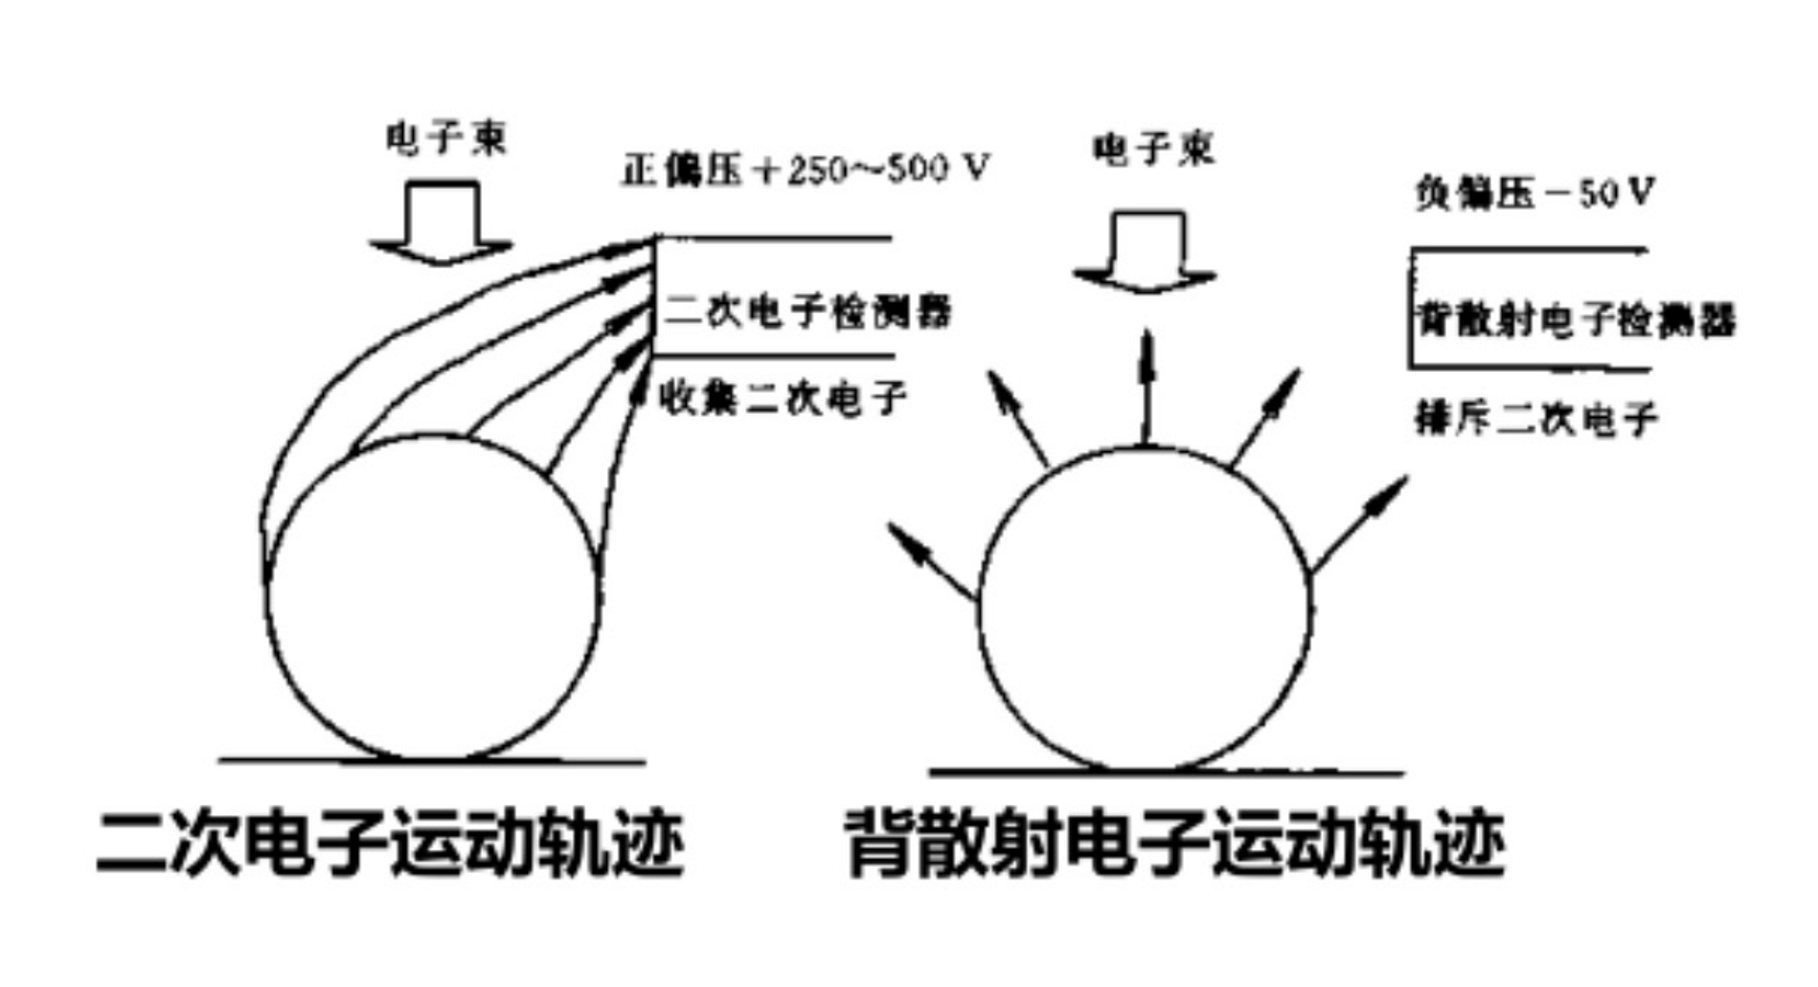 电子束
正偏压+250~500 V
二次电子检测器
收集二次电子
二次电子运动轨迹
电子束
负偏压-50 V
背散射电子检测器
排斥二次电子
背散射电子运动轨迹